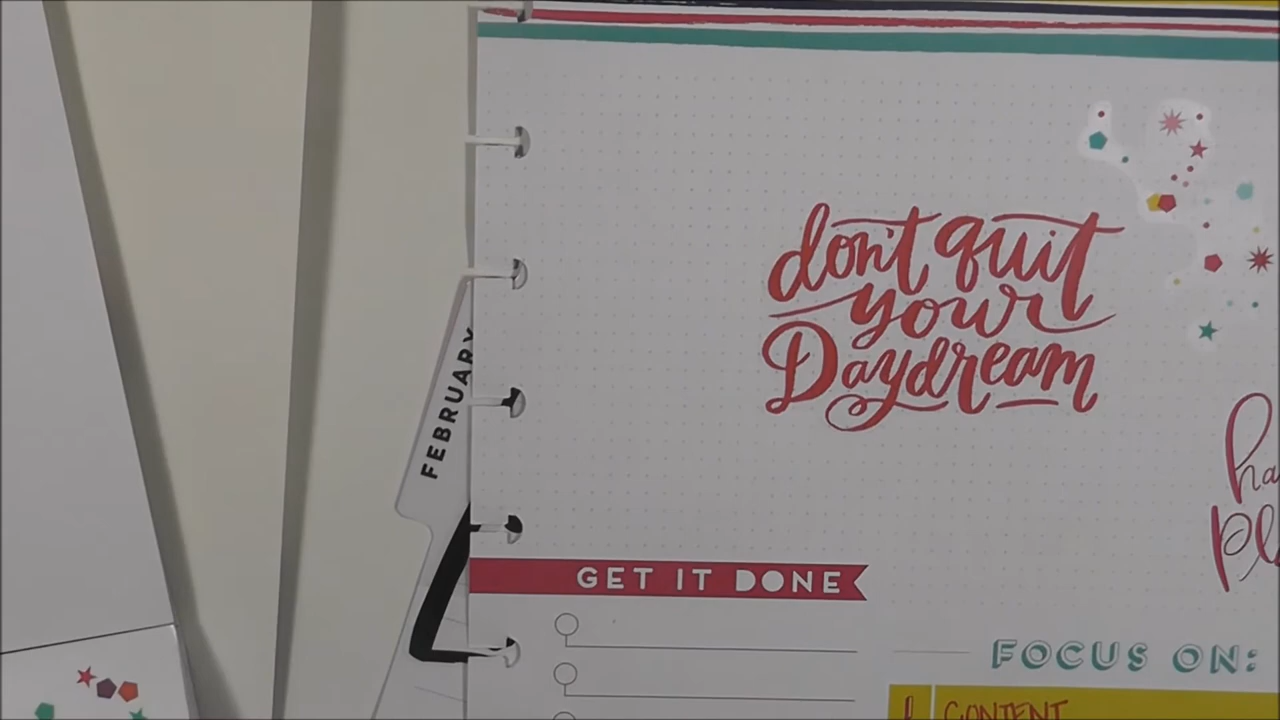 don't quit
your
Daydream
FEBRUARY
GET IT DONE
FOCUS ON:
CONTENT